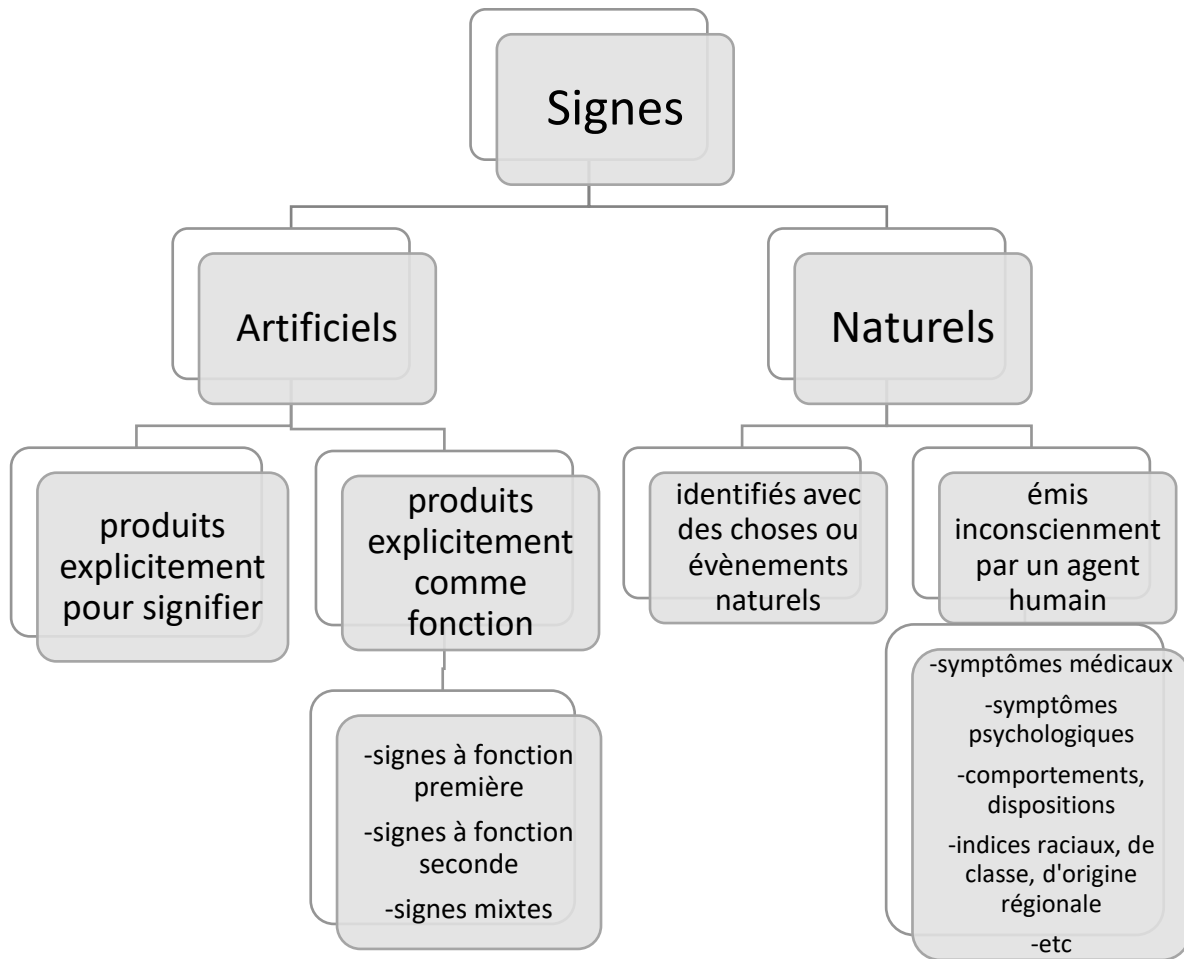 Signes
Artificiels
Naturels
produits
explicitement
pour signifier
produits
explicitement
comme
fonction
identifiés avec
des choses ou
évènements
naturels
émis
inconscienment
par un agent
humain
-signes à fonction
première
-signes à fonction
seconde
-signes mixtes
-symptômes médicaux
-symptômes
psychologiques
-comportements,
dispositions
-indices raciaux, de
classe, d'origine
régionale
-etc